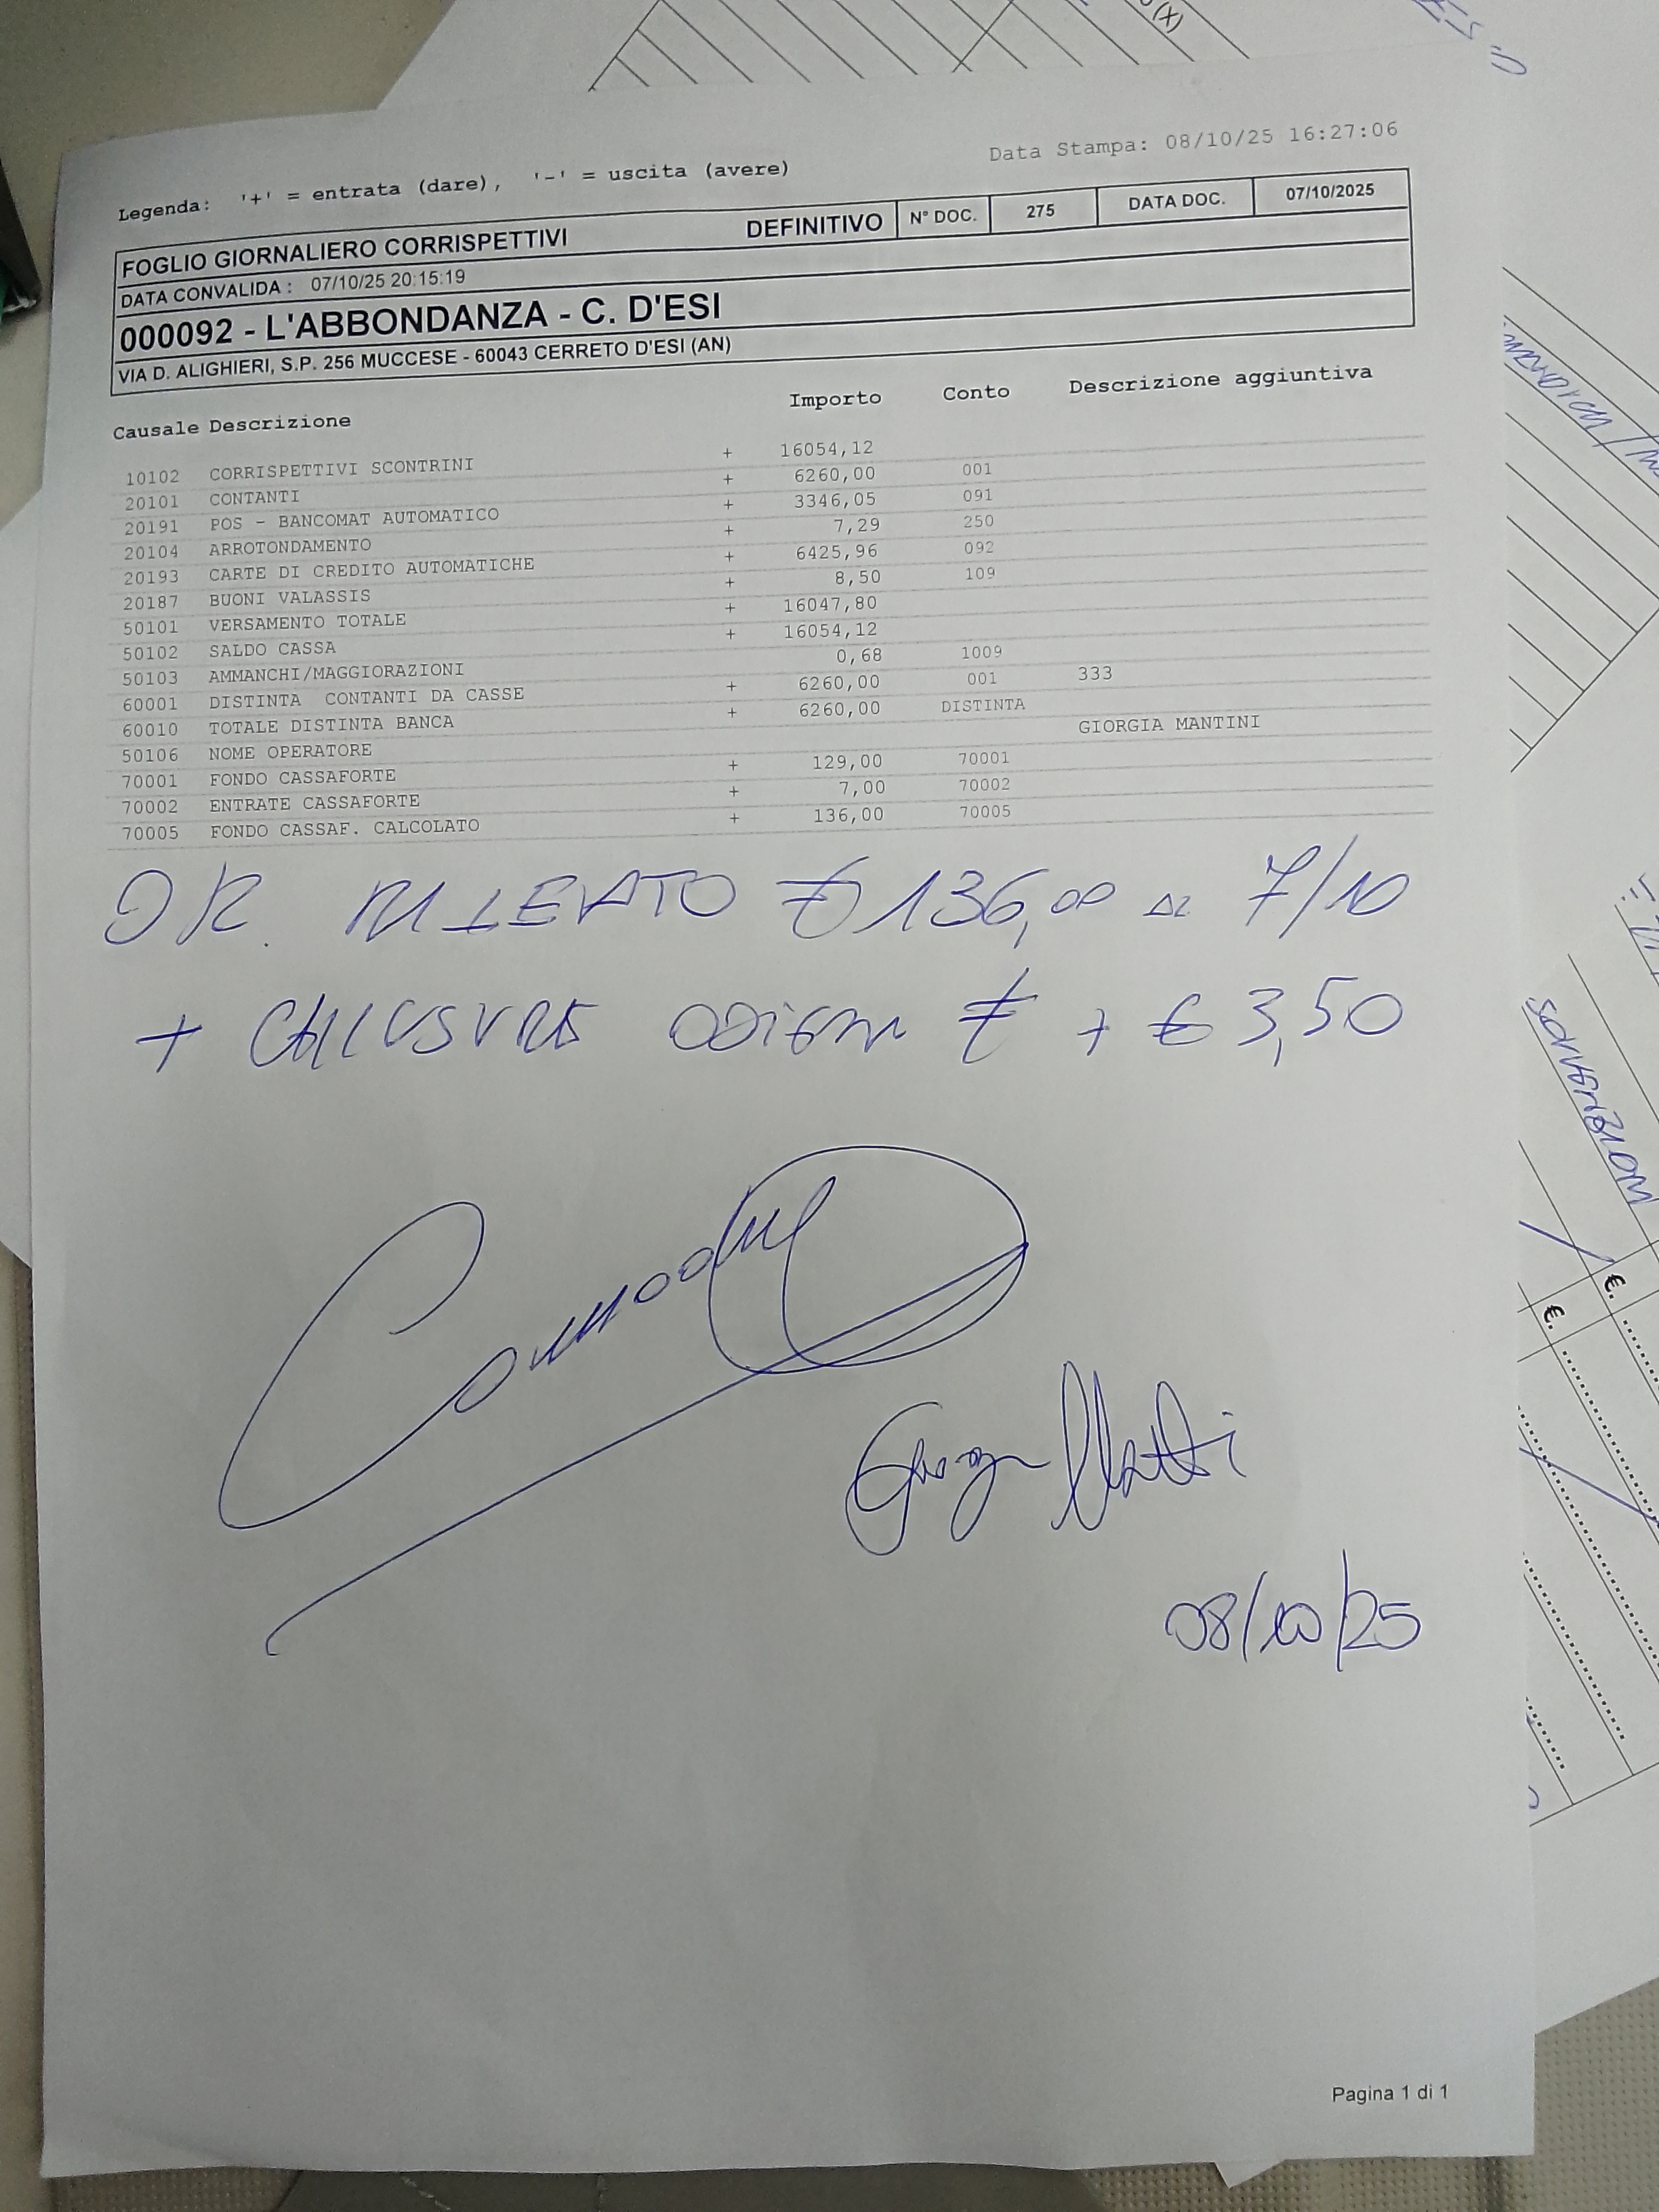 Data Stampa: 08/10/25 16:27:06
Legenda: '+' = entrata (dare), '-' = uscita (avere)
FOGLIO GIORNALIERO CORRISPETTIVI DEFINITIVO N° DOC. 275 DATA DOC. 07/10/2025
DATA CONVALIDA : 07/10/25 20:15:19
000092 - L'ABBONDANZA - C. D'ESI
VIA D. ALIGHIERI, S.P. 256 MUCCESE - 60043 CERRETO D'ESI (AN)
Causale Descrizione Importo Conto Descrizione aggiuntiva
10102 CORRISPETTIVI SCONTRINI + 16054,12
20101 CONTANTI + 6260,00 001
20191 POS - BANCOMAT AUTOMATICO + 3346,05 091
20104 ARROTONDAMENTO + 7,29 250
20193 CARTE DI CREDITO AUTOMATICHE + 6425,96 092
20187 BUONI VALASSIS + 8,50 109
50101 VERSAMENTO TOTALE + 16047,80
50102 SALDO CASSA + 16054,12
50103 AMMANCHI/MAGGIORAZIONI 0,68 1009
60001 DISTINTA CONTANTI DA CASSE + 6260,00 001 333
60010 TOTALE DISTINTA BANCA + 6260,00 DISTINTA
50106 NOME OPERATORE GIORGIA MANTINI
70001 FONDO CASSAFORTE + 129,00 70001
70002 ENTRATE CASSAFORTE + 7,00 70002
70005 FONDO CASSAF. CALCOLATO + 136,00 70005
OK. RILEVATO € 136,00 AL 7/10
+ CHIUSURA ODIERNA € + € 3,50
08/10/25
Pagina 1 di 1
(X)
€.
€.